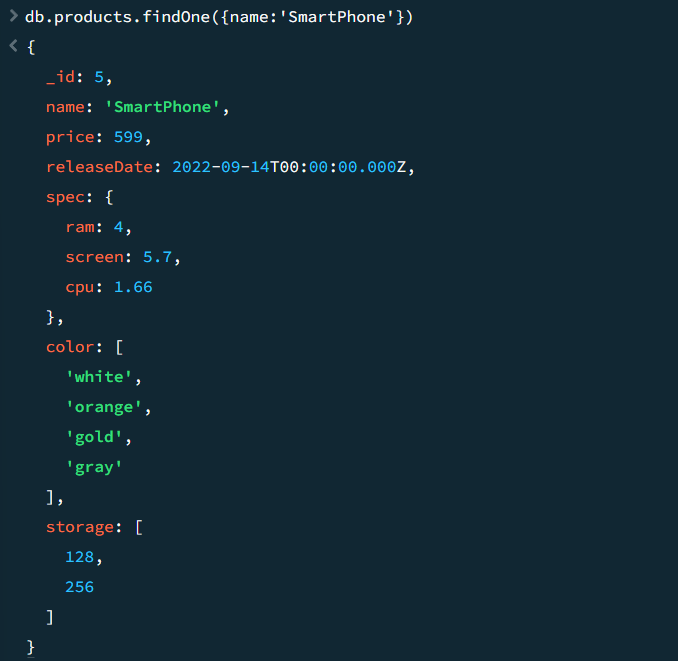 > db.products.findOne({name:'SmartPhone'})
< {
_id: 5,
name: 'SmartPhone',
price: 599,
releaseDate: 2022-09-14T00:00:00.000Z,
spec: {
ram: 4,
screen: 5.7,
cpu: 1.66
},
color: [
'white',
'orange',
'gold',
'gray'
],
storage: [
128,
256
]
}